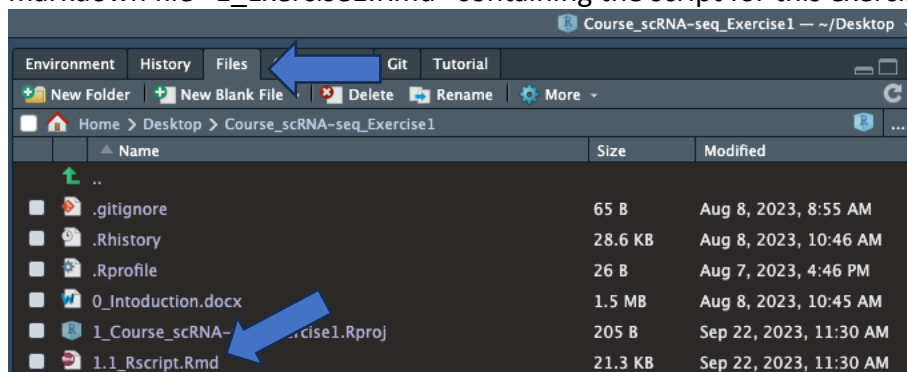 Course_scRNA-seq_Exercise1 — ~/Desktop
Environment History Files Git Tutorial
New Folder New Blank File Delete Rename More
Home > Desktop > Course_scRNA-seq_Exercise1 ...
Name Size Modified
..
.gitignore 65 B Aug 8, 2023, 8:55 AM
.Rhistory 28.6 KB Aug 8, 2023, 10:46 AM
.Rprofile 26 B Aug 7, 2023, 4:46 PM
0_Intoduction.docx 1.5 MB Aug 8, 2023, 10:45 AM
1_Course_scRNA- ercise1.Rproj 205 B Sep 22, 2023, 11:30 AM
1.1_Rscript.Rmd 21.3 KB Sep 22, 2023, 11:30 AM